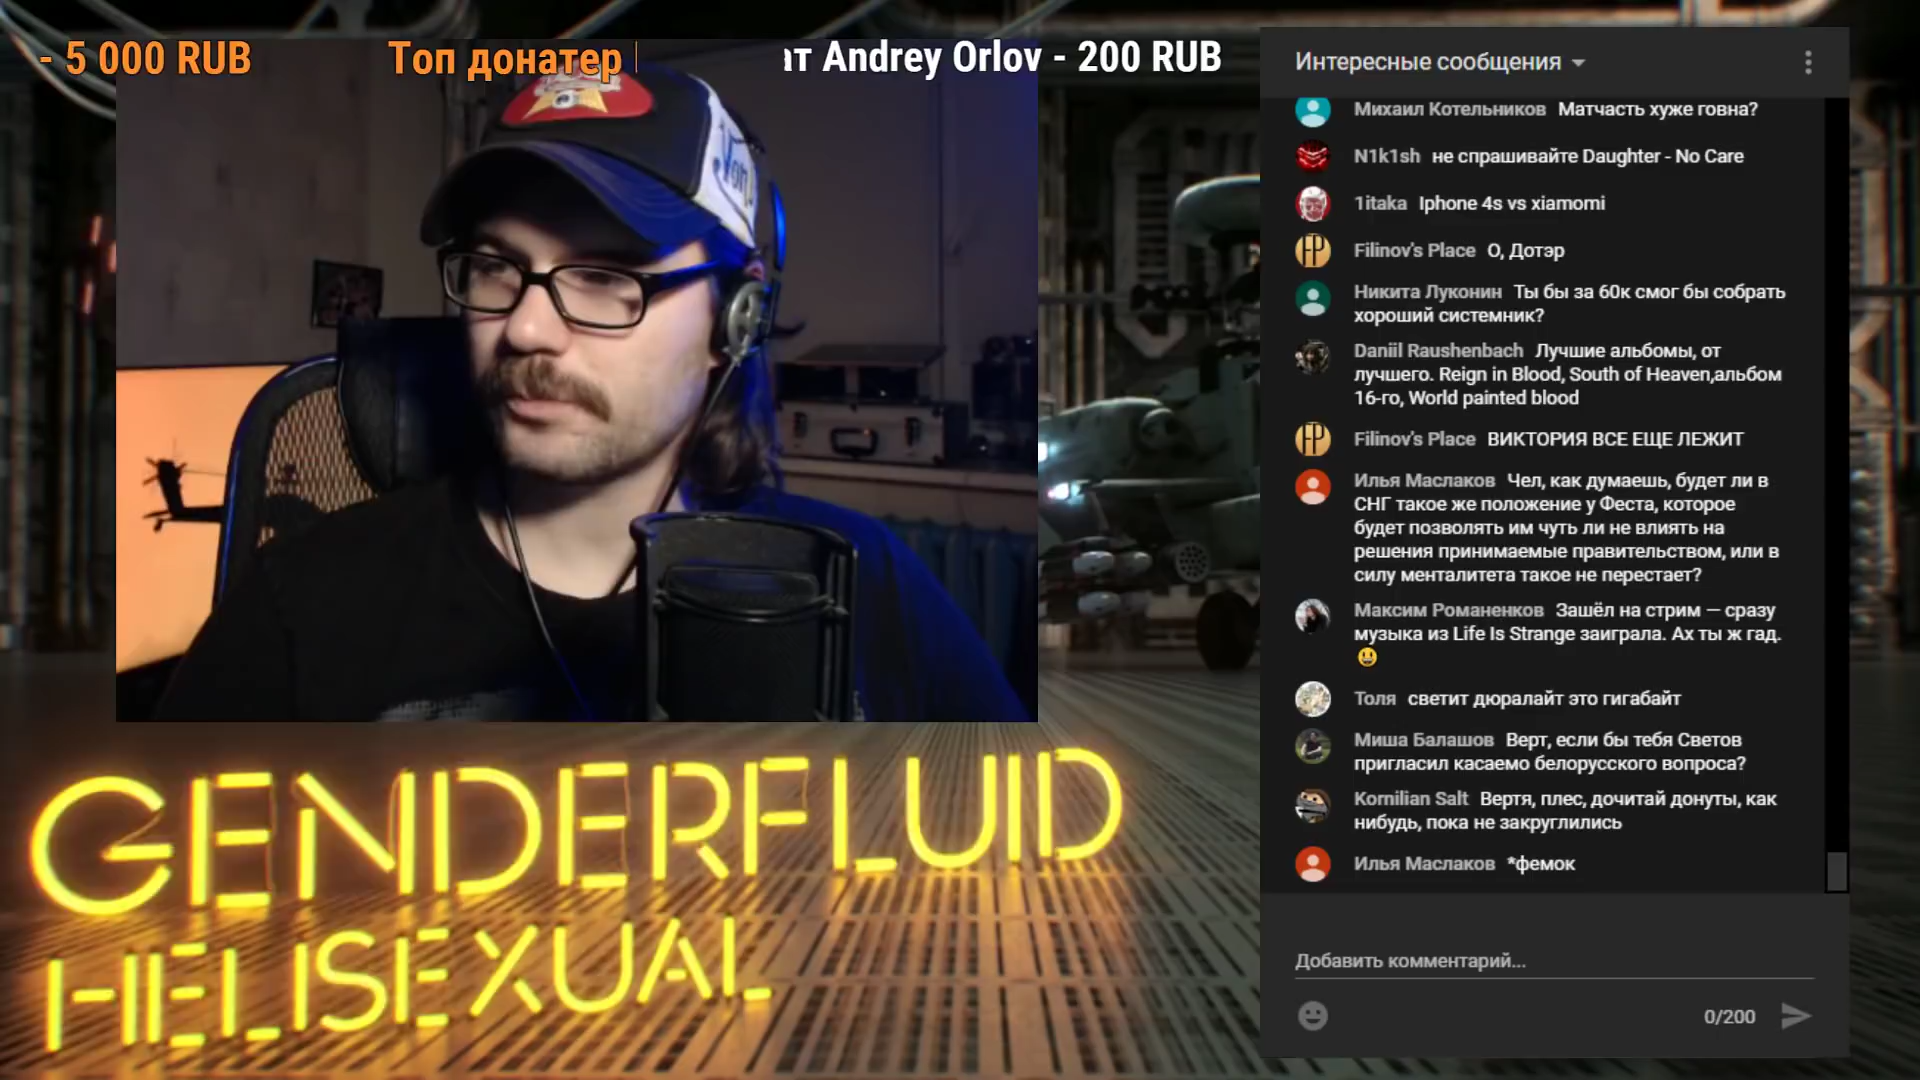 - 5 000 RUB
Топ донатер
ат Andrey Orlov - 200 RUB
GENDERFLUID
HELISEXUAL
Интересные сообщения
Михаил Котельников Матчасть хуже говна?
N1k1sh не спрашивайте Daughter - No Care
1itaka Iphone 4s vs xiamomi
Filinov's Place О, Дотэр
Никита Луконин Ты бы за 60к смог бы собрать
хороший системник?
Daniil Raushenbach Лучшие альбомы, от
лучшего. Reign in Blood, South of Heaven,альбом
16-го, World painted blood
Filinov's Place ВИКТОРИЯ ВСЕ ЕЩЕ ЛЕЖИТ
Илья Маслаков Чел, как думаешь, будет ли в
СНГ такое же положение у Феста, которое
будет позволять им чуть ли не влиять на
решения принимаемые правительством, или в
силу менталитета такое не перестает?
Максим Романенков Зашёл на стрим — сразу
музыка из Life Is Strange заиграла. Ах ты ж гад.
😃
Толя светит дюралайт это гигабайт
Миша Балашов Верт, если бы тебя Светов
пригласил касаемо белорусского вопроса?
Kornilian Salt Вертя, плес, дочитай донуты, как
нибудь, пока не закруглились
Илья Маслаков *фемок
Добавить комментарий...
0/200